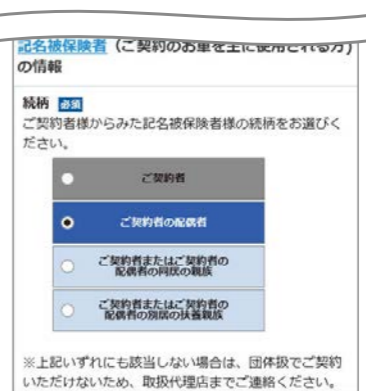 記名被保険者（ご契約のお車を主に使用される方）
の情報
続柄 必須
ご契約者様からみた記名被保険者様の続柄をお選びく
ださい。
ご契約者
ご契約者の配偶者
ご契約者またはご契約者の
配偶者の同居の親族
ご契約者またはご契約者の
配偶者の別居の扶養親族
※上記いずれにも該当しない場合は、団体扱でご契約
いただけないため、取扱代理店までご連絡ください。